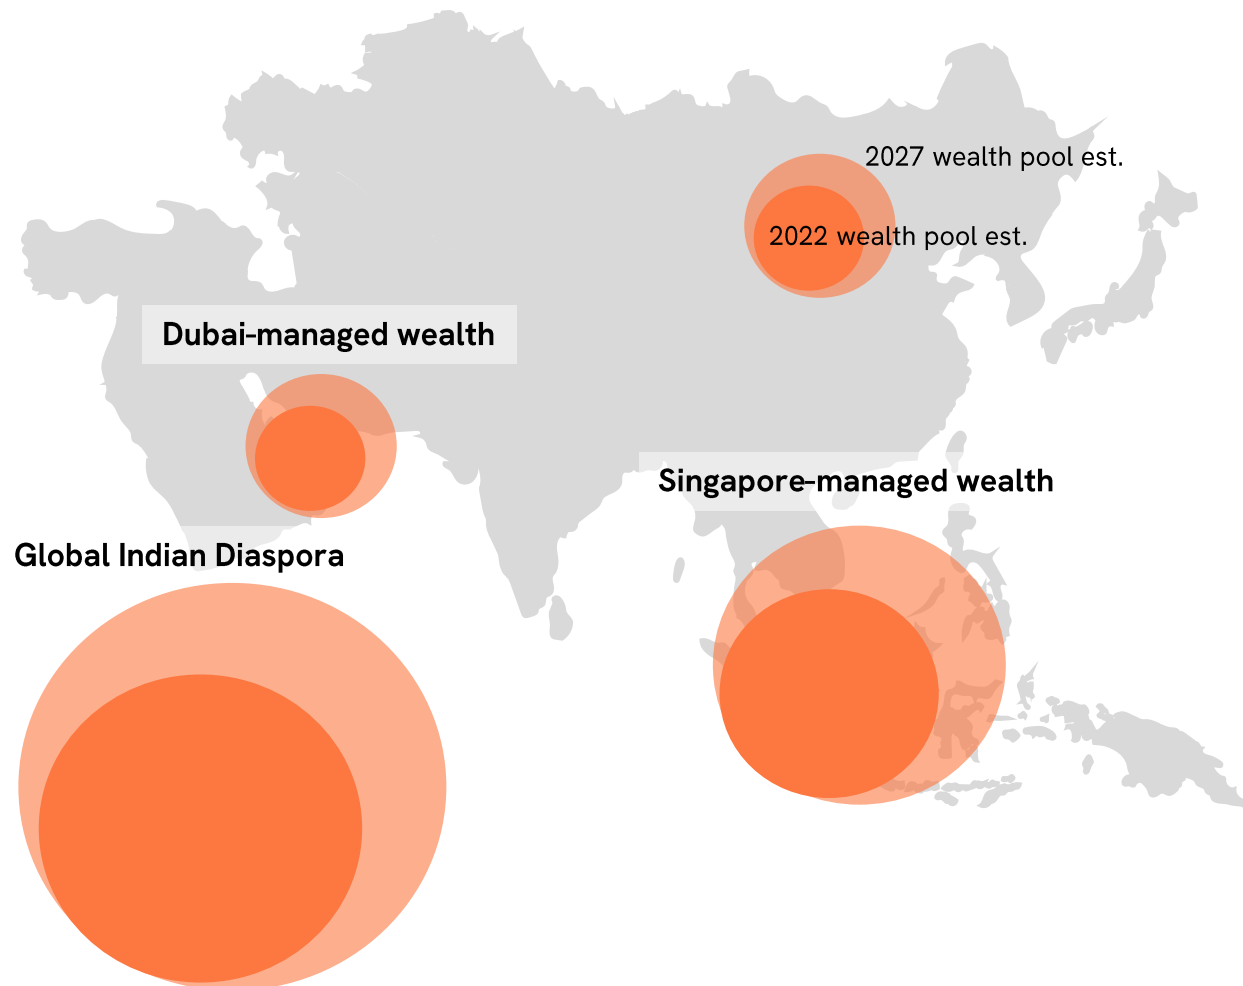 2027 wealth pool est.
2022 wealth pool est.
Dubai-managed wealth
Singapore-managed wealth
Global Indian Diaspora